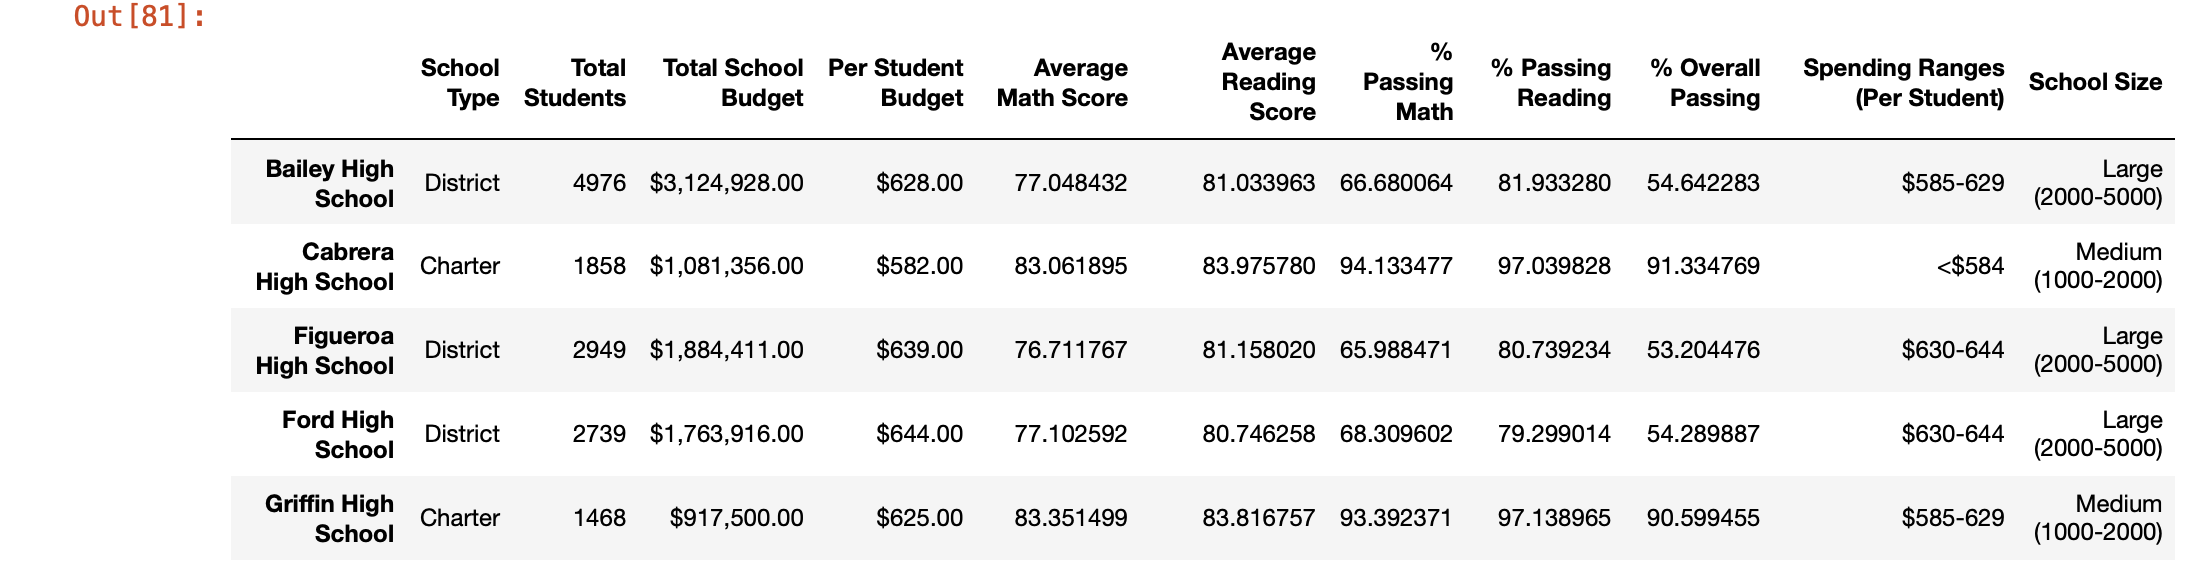 Out[81]:
School Type Total Students Total School Budget Per Student Budget Average Math Score Average Reading Score % Passing Math % Passing Reading % Overall Passing Spending Ranges (Per Student) School Size
Bailey High School District 4976 $3,124,928.00 $628.00 77.048432 81.033963 66.680064 81.933280 54.642283 $585-629 Large (2000-5000)
Cabrera High School Charter 1858 $1,081,356.00 $582.00 83.061895 83.975780 94.133477 97.039828 91.334769 <$584 Medium (1000-2000)
Figueroa High School District 2949 $1,884,411.00 $639.00 76.711767 81.158020 65.988471 80.739234 53.204476 $630-644 Large (2000-5000)
Ford High School District 2739 $1,763,916.00 $644.00 77.102592 80.746258 68.309602 79.299014 54.289887 $630-644 Large (2000-5000)
Griffin High School Charter 1468 $917,500.00 $625.00 83.351499 83.816757 93.392371 97.138965 90.599455 $585-629 Medium (1000-2000)